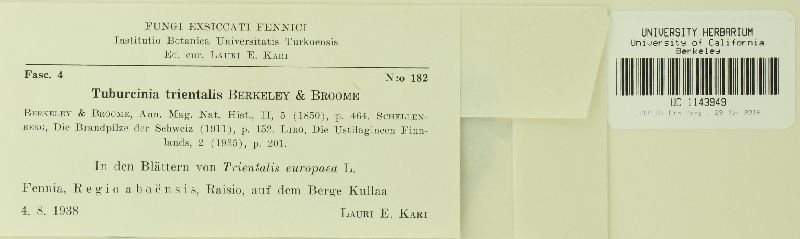 FUNGI EXSICCATI FENNICI
Institutio Botanica Universitatis Turkuensis
Ed. cur. LAURI E. KARI
Fasc. 4 N:o 182
Tuburcinia trientalis BERKELEY & BROOME
BERKELEY & BROOME, Ann. Mag. Nat. Hist., II, 5 (1850), p. 464. SCHELLEN-
BERG, Die Brandpilze der Schweiz (1911), p. 152. LIRO, Die Ustilagineen Finn-
lands, 2 (1935), p. 201.
In den Blättern von Trientalis europaea L.
Fennia, Regio aboënsis, Raisio, auf dem Berge Kullaa
4. 8. 1938 LAURI E. KARI
UNIVERSITY HERBARIUM
University of California
Berkeley
UC 1143949